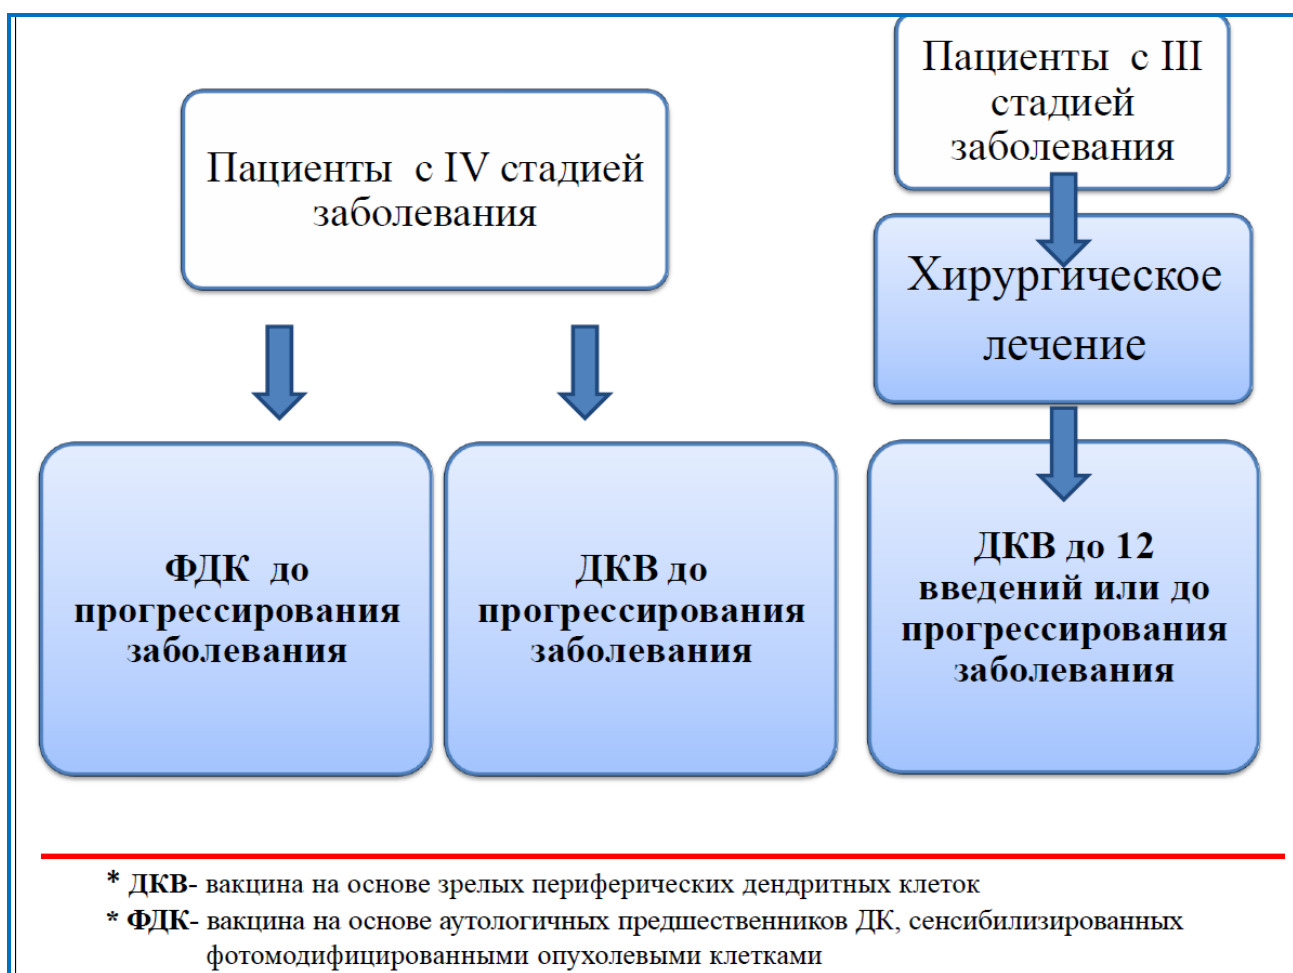 Пациенты с IV стадией
заболевания
Пациенты с III
стадией
заболевания
Хирургическое
лечение
ФДК до
прогрессирования
заболевания
ДКВ до
прогрессирования
заболевания
ДКВ до 12
введений или до
прогрессирования
заболевания
* ДКВ- вакцина на основе зрелых периферических дендритных клеток
* ФДК- вакцина на основе аутологичных предшественников ДК, сенсибилизированных
фотомодифицированными опухолевыми клетками